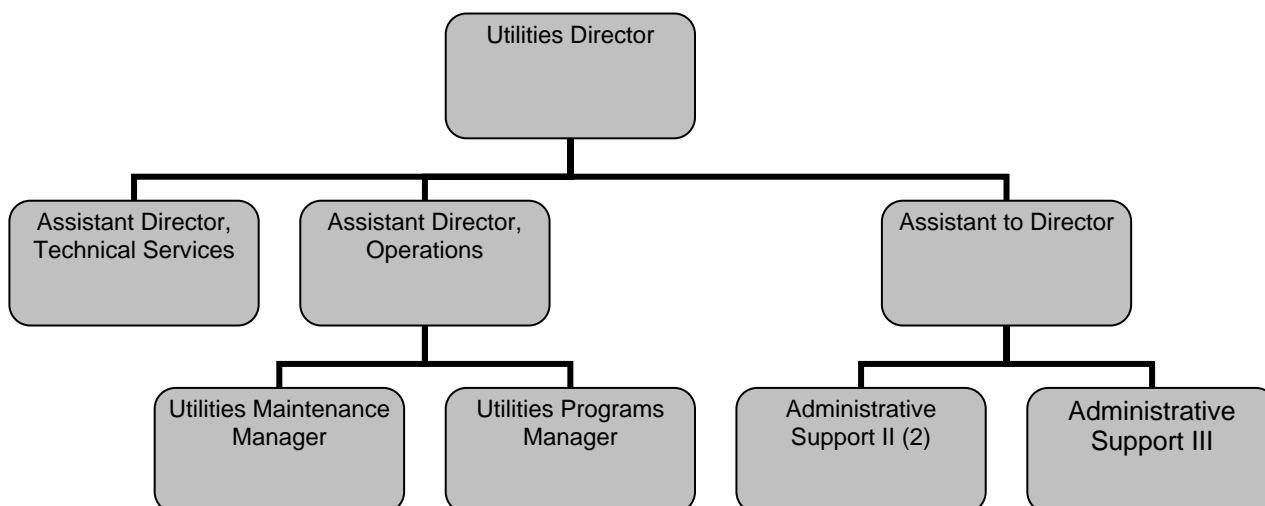 Utilities Director
Assistant Director,
Technical Services
Assistant Director,
Operations
Assistant to Director
Utilities Maintenance
Manager
Utilities Programs
Manager
Administrative
Support II (2)
Administrative
Support III